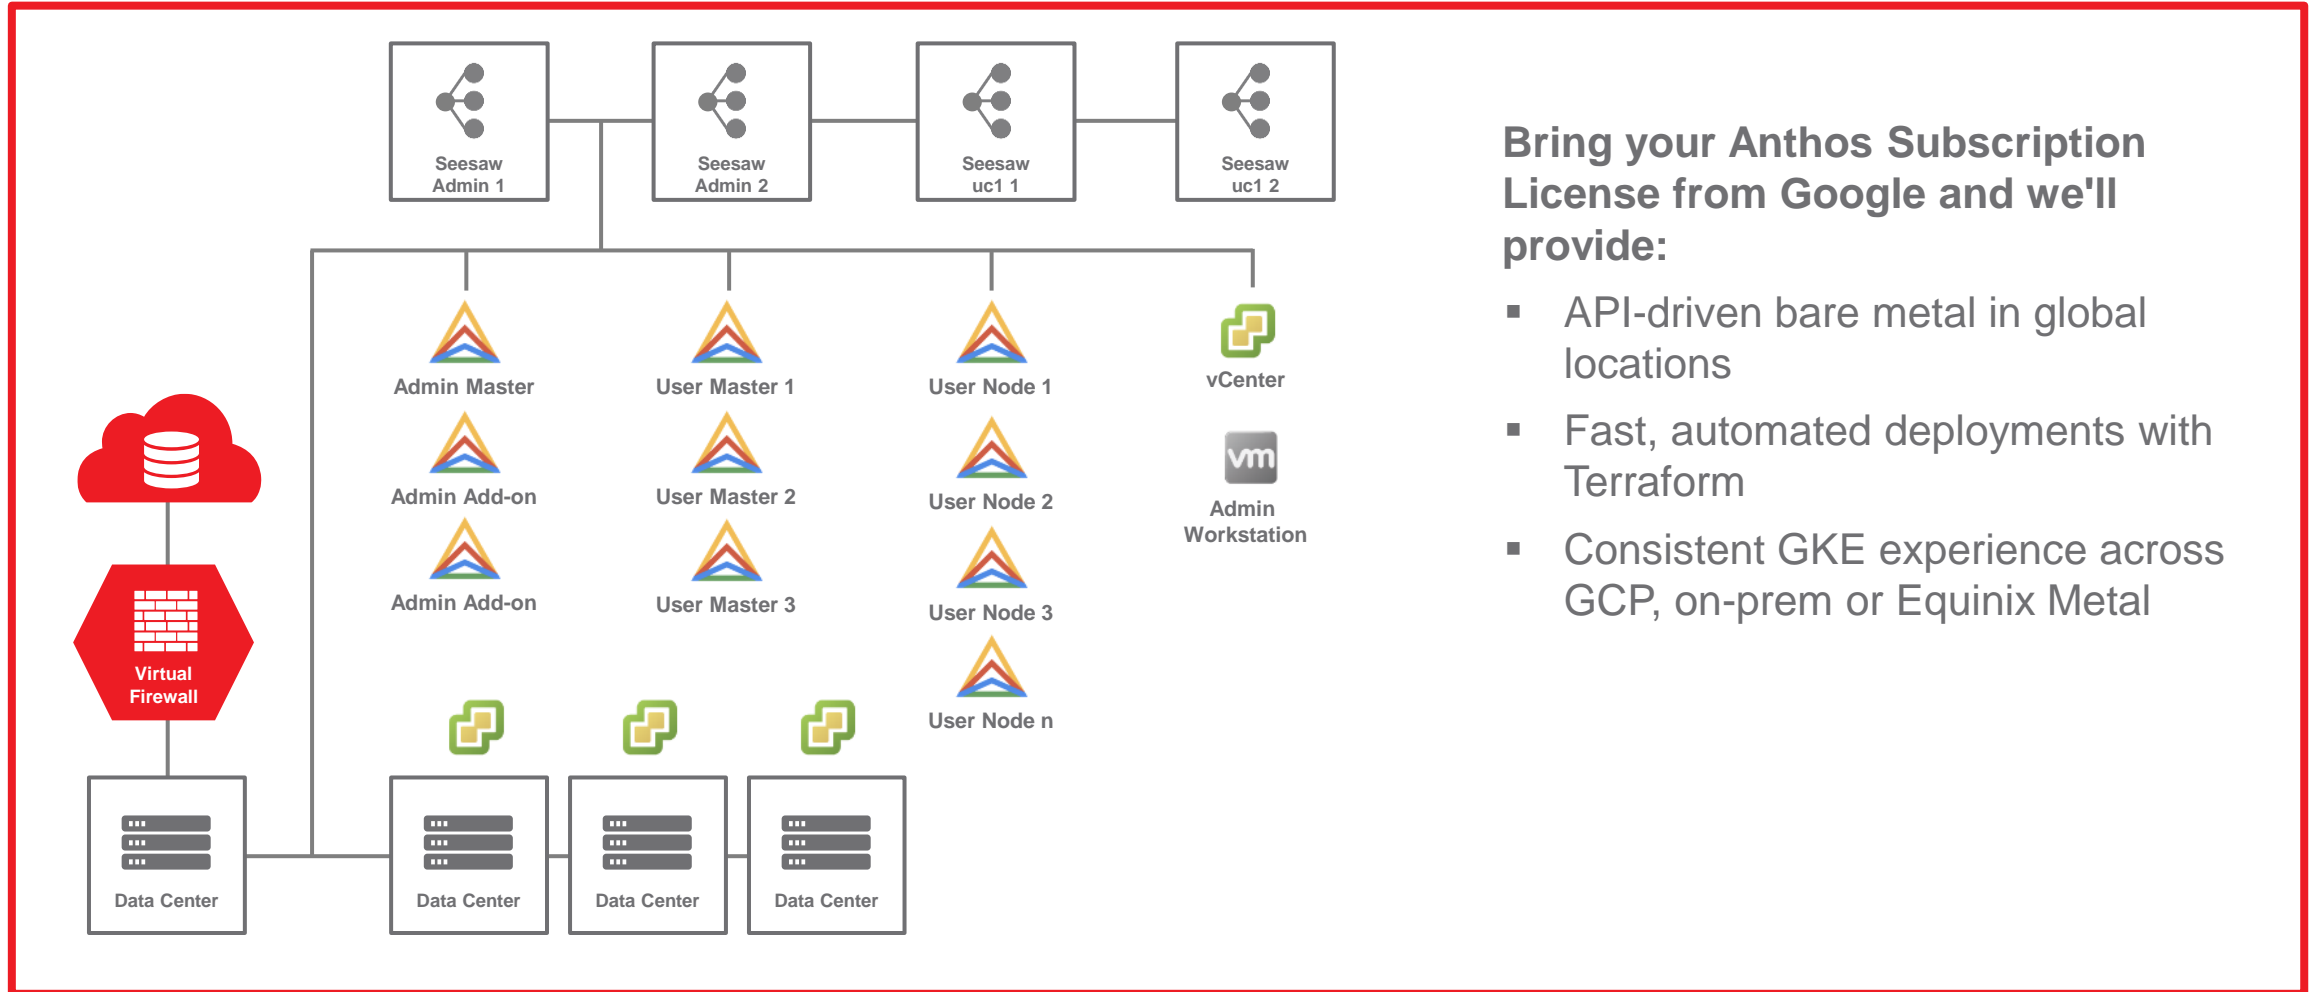 Seesaw
Admin 1
Seesaw
Admin 2
Seesaw
uc1 1
Seesaw
uc1 2
Admin Master
User Master 1
User Node 1
vCenter
Admin Add-on
User Master 2
User Node 2
vm
Admin
Workstation
Admin Add-on
User Master 3
User Node 3
User Node n
Virtual
Firewall
Data Center
Data Center
Data Center
Data Center
Bring your Anthos Subscription
License from Google and we'll
provide:
▪ API-driven bare metal in global
locations
▪ Fast, automated deployments with
Terraform
▪ Consistent GKE experience across
GCP, on-prem or Equinix Metal